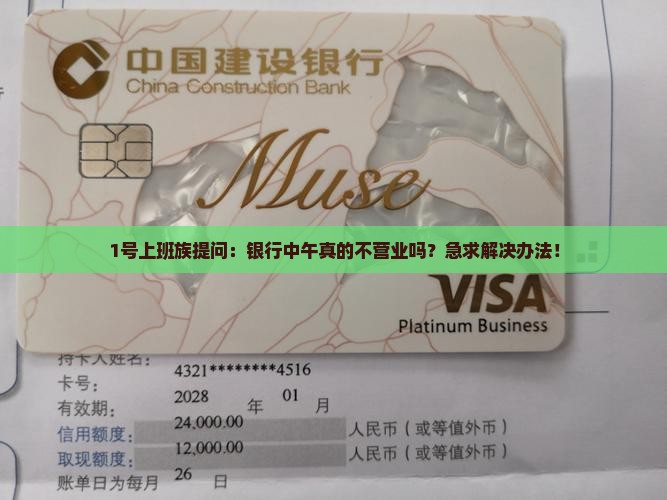 中国建设银行
China Construction Bank
Muse
1号上班族提问：银行中午真的不营业吗？急求解决办法！
VISA
Platinum Business
持卡人姓名：
卡号： 4321********4516
有效期： 2028 年 01 月
信用额度： 24,000.00 人民币（或等值外币）
取现额度： 12,000.00 人民币（或等值外币）
账单日为每月 26 日